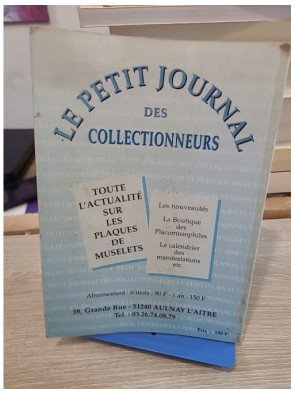 LE PETIT JOURNAL
DES
COLLECTIONNEURS
TOUTE
L'ACTUALITÉ
SUR
LES
PLAQUES
DE
MUSELETS
Les nouveautés
La Boutique
des
Placomusophiles
Le calendrier
des
manifestations
etc.
Abonnement : 6 mois : 90 F - 1 an : 150 F
38, Grande Rue - 51240 AULNAY L'AITRE
Tel. : 03.26.74.08.79
Prix :